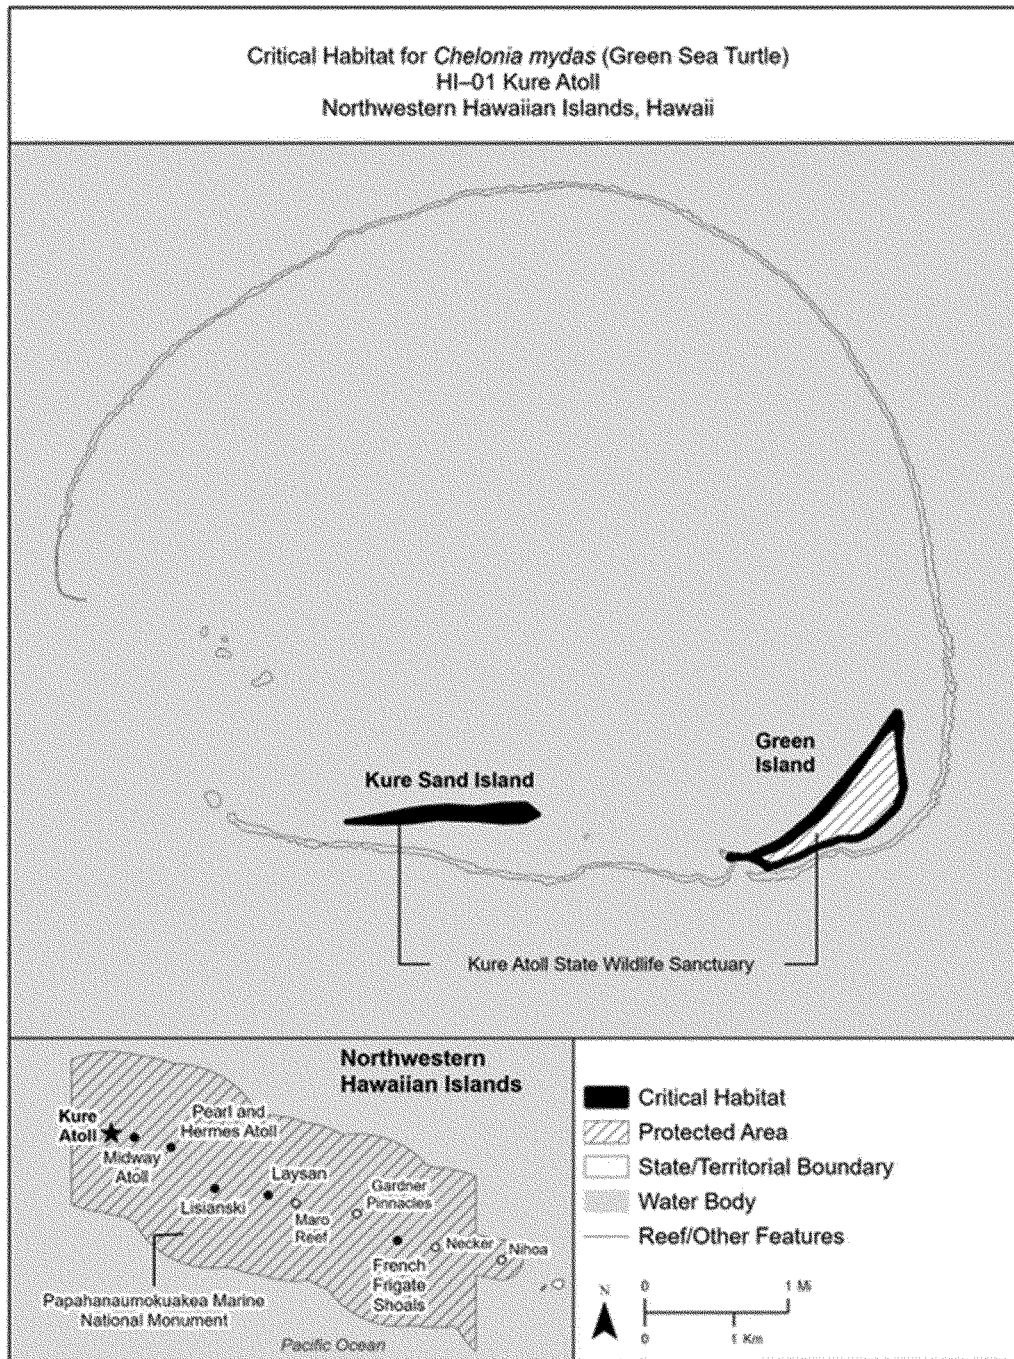 Critical Habitat for Chelonia mydas (Green Sea Turtle)
HI–01 Kure Atoll
Northwestern Hawaiian Islands, Hawaii
Green
Island
Kure Sand Island
Kure Atoll State Wildlife Sanctuary
Northwestern
Hawaiian Islands
Kure
Atoll
Pearl and
Hermes Atoll
Midway
Atoll
Laysan
Lisianski
Gardner
Pinnacles
Maro
Reef
Necker
Nihoa
French
Frigate
Shoals
Papahanaumokuakea Marine
National Monument
Pacific Ocean
Critical Habitat
Protected Area
State/Territorial Boundary
Water Body
Reef/Other Features
N
0 1 Mi
0 1 Km